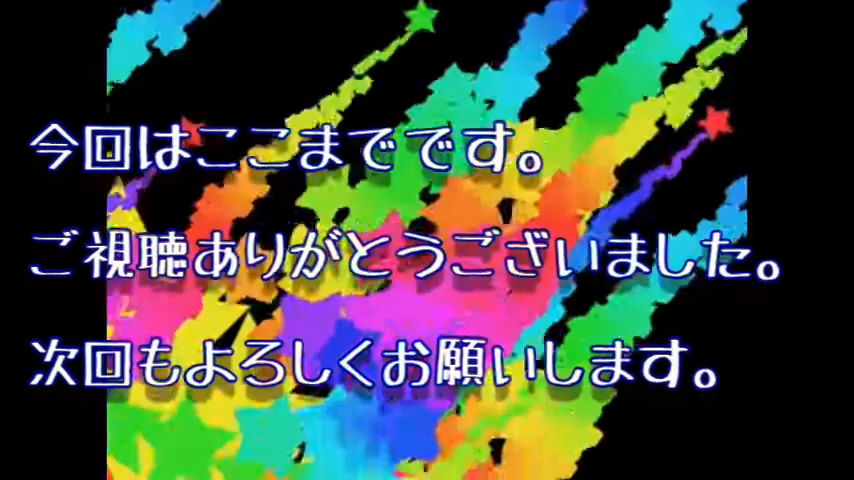 今回はここまでです。
ご視聴ありがとうございました。
次回もよろしくお願いします。